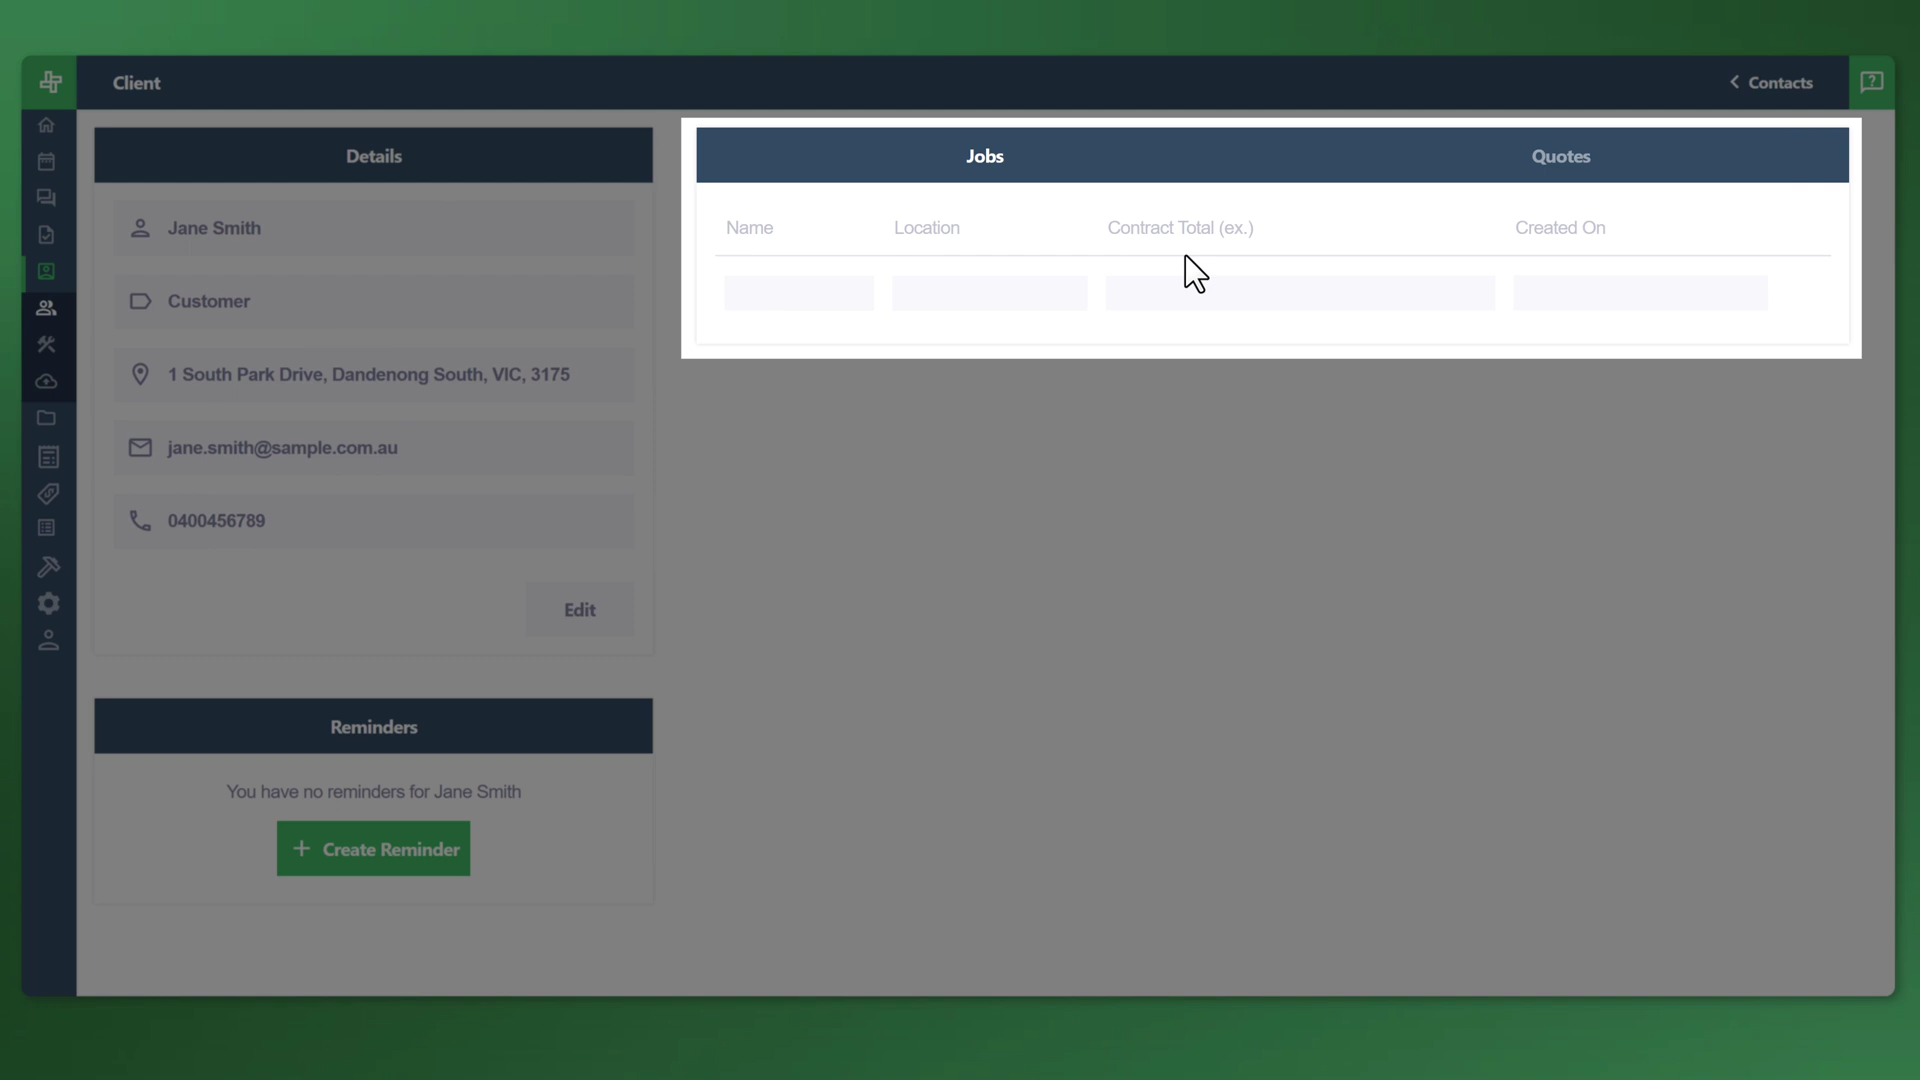 Client
Contacts
Details
Jane Smith
Customer
1 South Park Drive, Dandenong South, VIC, 3175
jane.smith@sample.com.au
0400456789
Edit
Reminders
You have no reminders for Jane Smith
+ Create Reminder
Jobs Quotes
Name Location Contract Total (ex.) Created On